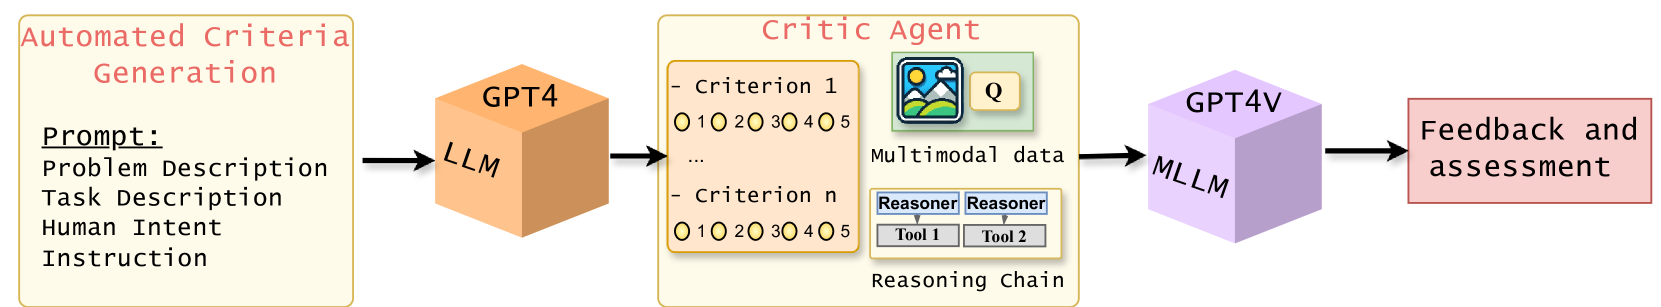 Automated Criteria
Generation
Prompt:
Problem Description
Task Description
Human Intent
Instruction
GPT4
LLM
Critic Agent
- Criterion 1
1 2 3 4 5
...
- Criterion n
1 2 3 4 5
Q
Multimodal data
Reasoner Reasoner
Tool 1 Tool 2
Reasoning Chain
GPT4V
MLLM
Feedback and
assessment